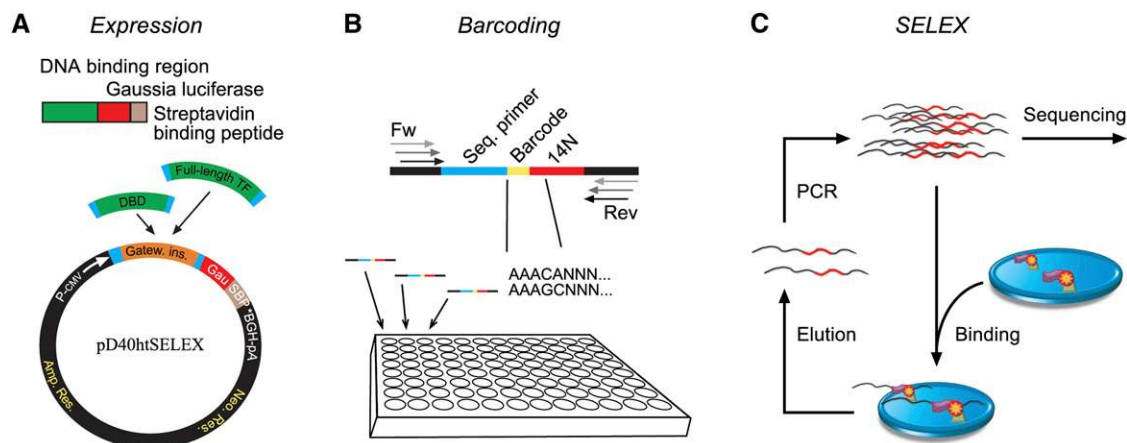 A
Expression
DNA binding region
Gaussia luciferase
Streptavidin
binding peptide
Full-length TF
DBD
Gatew. ins.
P-CMV
Gau
SBP*
BGH-pA
pD40htSELEX
Amp. Res.
Neo. Res.
B
Barcoding
Fw
Seq. primer
Barcode
14N
Rev
AAACANNN...
AAAGCNNN...
C
SELEX
Sequencing
PCR
Elution
Binding